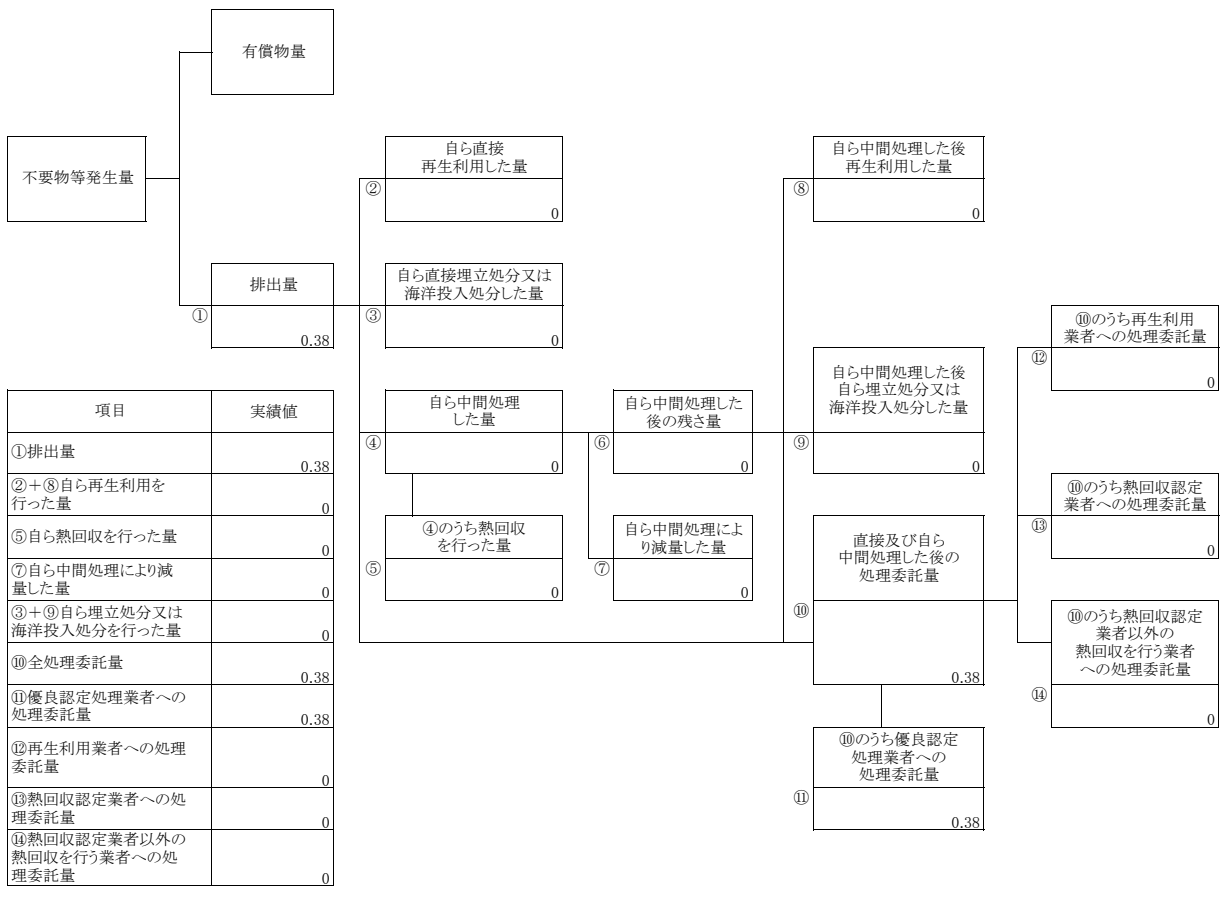 有償物量
不要物等発生量
排出量
①
0.38
自ら直接
再生利用した量
②
0
自ら直接埋立処分又は
海洋投入処分した量
③
0
自ら中間処理
した量
④
0
④のうち熱回収
を行った量
⑤
0
自ら中間処理した
後の残さ量
⑥
0
自ら中間処理によ
り減量した量
⑦
0
自ら中間処理した後
再生利用した量
⑧
0
自ら中間処理した後
自ら埋立処分又は
海洋投入処分した量
⑨
0
直接及び自ら
中間処理した後の
処理委託量
⑩
0.38
⑩のうち優良認定
処理業者への
処理委託量
⑪
0.38
⑩のうち再生利用
業者への処理委託量
⑫
0
⑩のうち熱回収認定
業者への処理委託量
⑬
0
⑩のうち熱回収認定
業者以外の
熱回収を行う業者
への処理委託量
⑭
0
項目 実績値
①排出量
0.38
②＋⑧自ら再生利用を
行った量
0
⑤自ら熱回収を行った量
0
⑦自ら中間処理により減
量した量
0
③＋⑨自ら埋立処分又は
海洋投入処分を行った量
0
⑩全処理委託量
0.38
⑪優良認定処理業者への
処理委託量
0.38
⑫再生利用業者への処理
委託量
0
⑬熱回収認定業者への処
理委託量
0
⑭熱回収認定業者以外の
熱回収を行う業者への処
理委託量
0